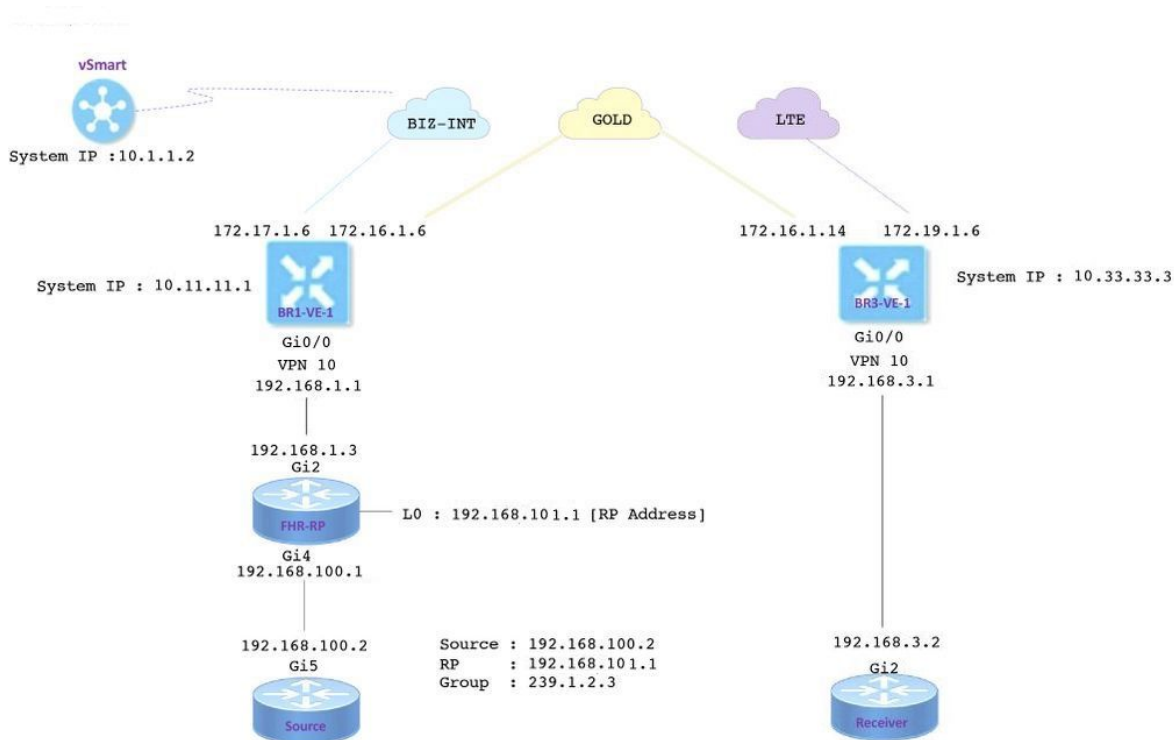 vSmart
System IP :10.1.1.2
BIZ-INT
GOLD
LTE
172.17.1.6 172.16.1.6
172.16.1.14 172.19.1.6
System IP : 10.11.11.1
BR1-VE-1
System IP : 10.33.33.3
BR3-VE-1
Gi0/0
VPN 10
192.168.1.1
Gi0/0
VPN 10
192.168.3.1
192.168.1.3
Gi2
FHR-RP
L0 : 192.168.101.1 [RP Address]
Gi4
192.168.100.1
192.168.100.2
Gi5
Source
Source : 192.168.100.2
RP : 192.168.101.1
Group : 239.1.2.3
192.168.3.2
Gi2
Receiver